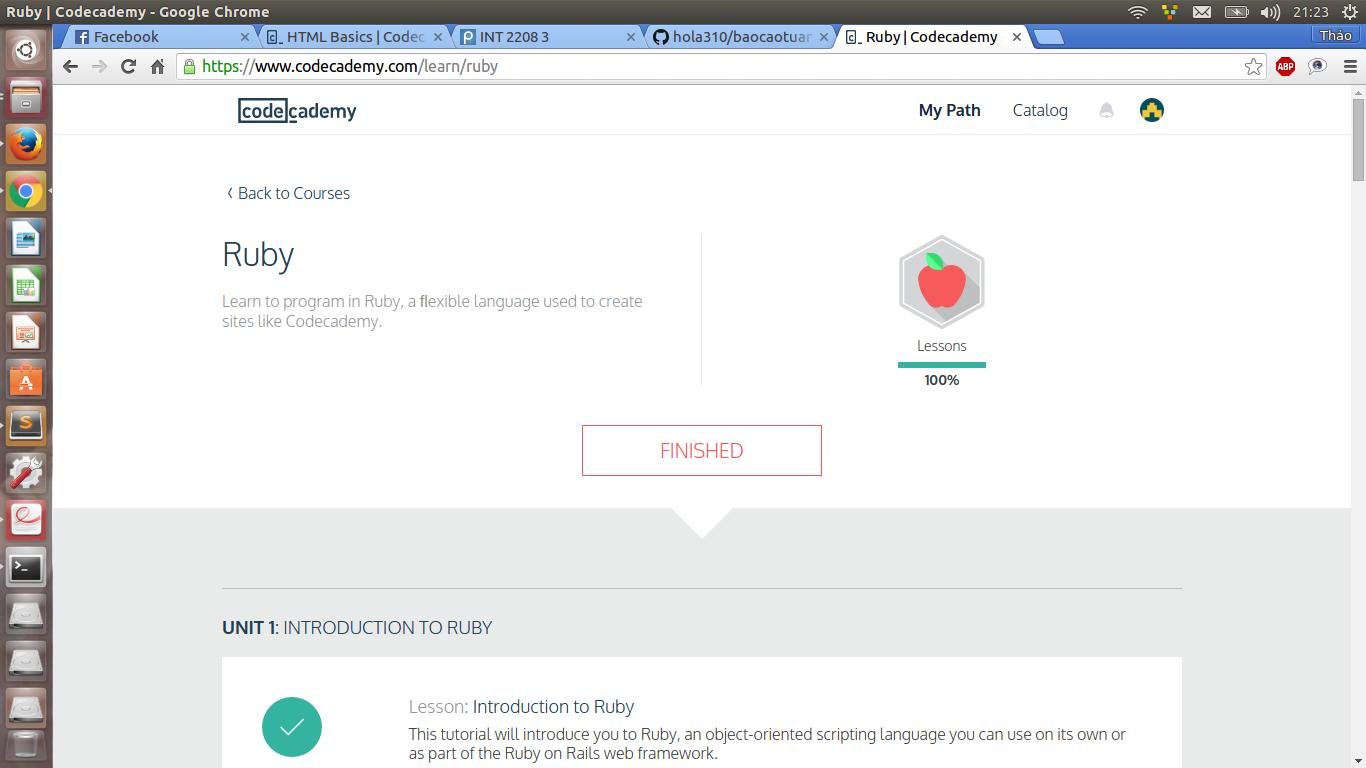 Ruby | Codecademy - Google Chrome
21:23
Facebook
HTML Basics | Codec
INT 2208 3
hola310/baocaotuan
Ruby | Codecademy
Thảo
https://www.codecademy.com/learn/ruby
ABP
codecademy
My Path
Catalog
Back to Courses
Ruby
Learn to program in Ruby, a flexible language used to create
sites like Codecademy.
Lessons
100%
FINISHED
UNIT 1: INTRODUCTION TO RUBY
Lesson: Introduction to Ruby
This tutorial will introduce you to Ruby, an object-oriented scripting language you can use on its own or
as part of the Ruby on Rails web framework.